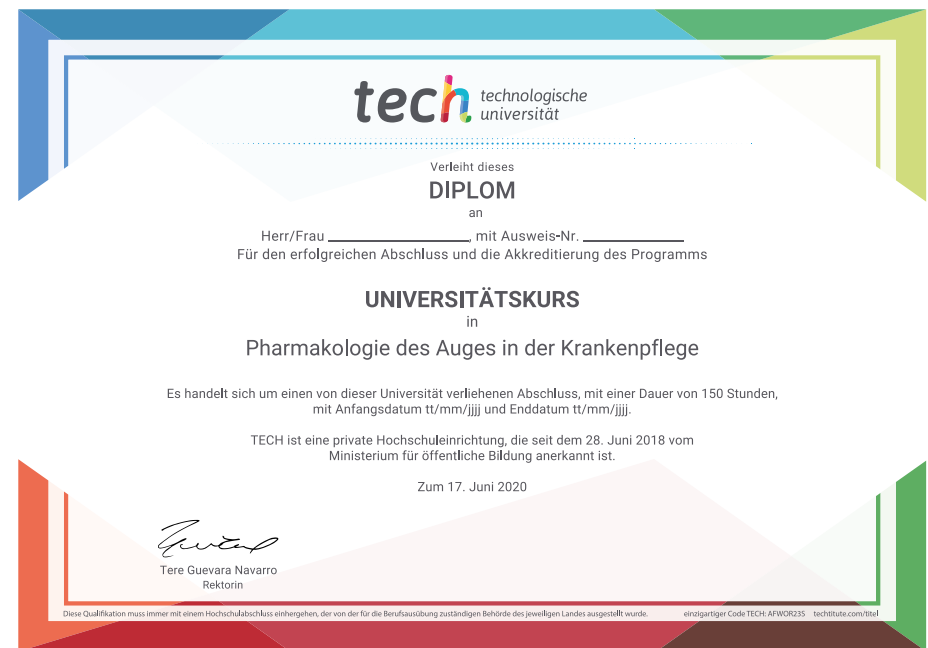 tech technologische
universität
Verleiht dieses
DIPLOM
an
Herr/Frau ____________________, mit Ausweis-Nr. ______________
Für den erfolgreichen Abschluss und die Akkreditierung des Programms
UNIVERSITÄTSKURS
in
Pharmakologie des Auges in der Krankenpflege
Es handelt sich um einen von dieser Universität verliehenen Abschluss, mit einer Dauer von 150 Stunden,
mit Anfangsdatum tt/mm/jjjj und Enddatum tt/mm/jjjj.
TECH ist eine private Hochschuleinrichtung, die seit dem 28. Juni 2018 vom
Ministerium für öffentliche Bildung anerkannt ist.
Zum 17. Juni 2020
Tere Guevara Navarro
Rektorin
Diese Qualifikation muss immer mit einem Hochschulabschluss einhergehen, der von der für die Berufsausübung zuständigen Behörde des jeweiligen Landes ausgestellt wurde. einzigartiger Code TECH: AFWOR23S techtitute.com/titel